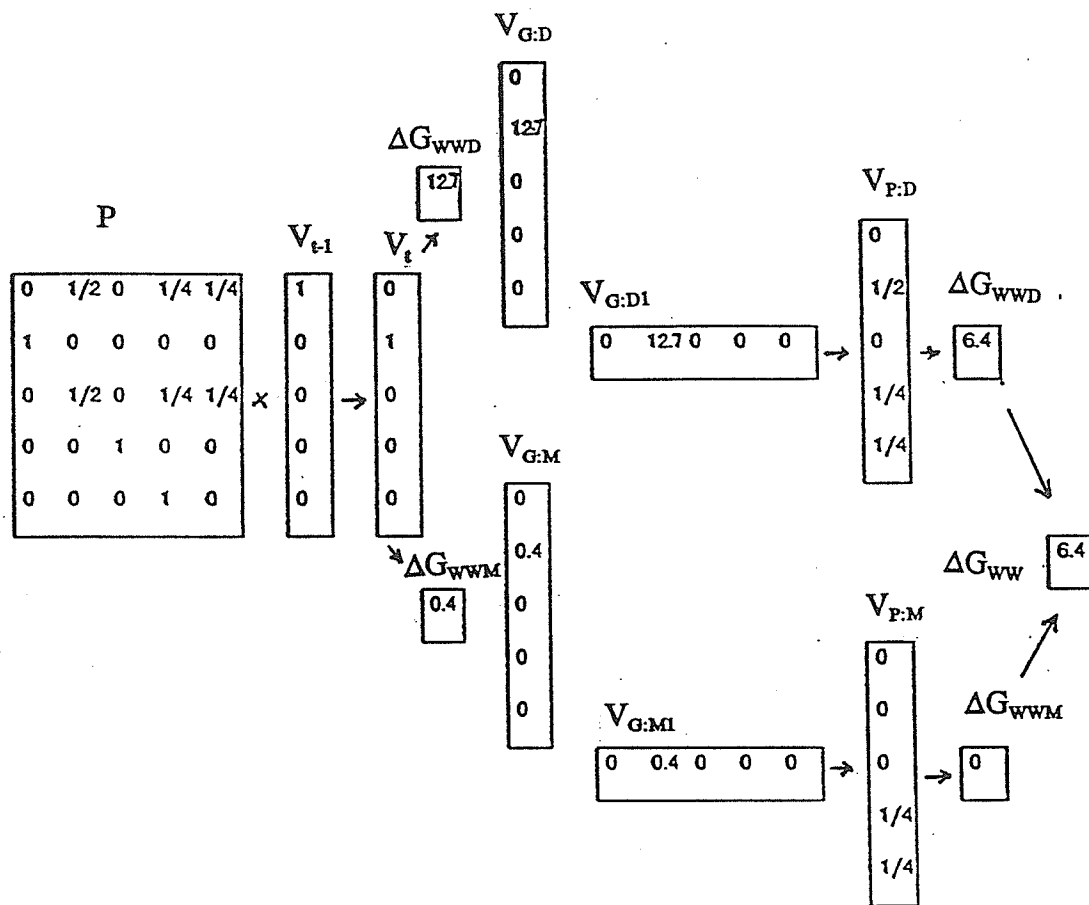 V_{G:D}
0
12.7
0
0
0
ΔG_{WWD}
12.7
P
0 1/2 0 1/4 1/4
1 0 0 0 0
0 1/2 0 1/4 1/4
0 0 1 0 0
0 0 0 1 0
×
V_{t-1}
1
0
0
0
0
V_t
0
1
0
0
0
V_{G:D1}
0 12.7 0 0 0
V_{P:D}
0
1/2
0
1/4
1/4
ΔG_{WWD}
6.4
ΔG_{WWM}
0.4
V_{G:M}
0
0.4
0
0
0
V_{G:M1}
0 0.4 0 0 0
V_{P:M}
0
0
0
1/4
1/4
ΔG_{WWM}
0
ΔG_{WW}
6.4